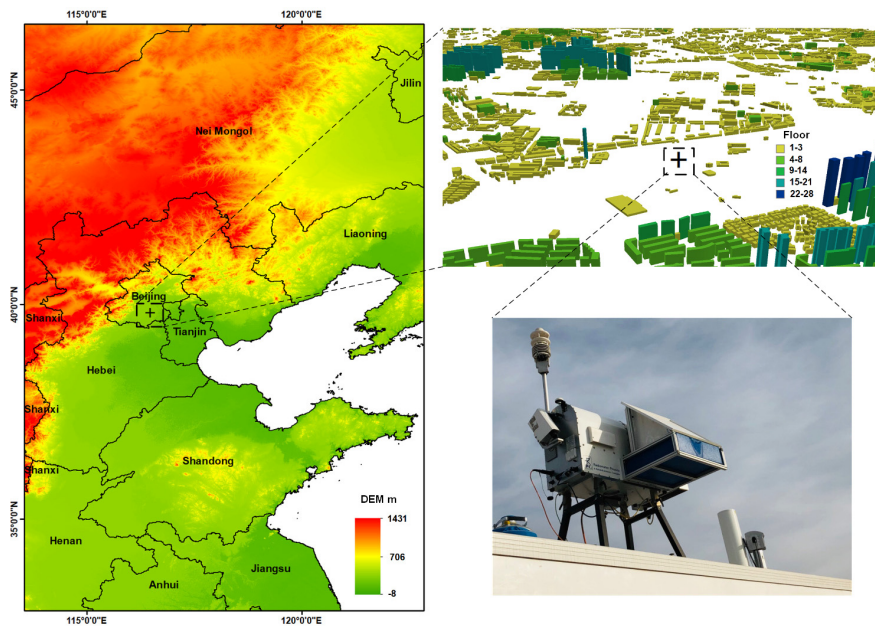 115°0'0"E
120°0'0"E
45°0'0"N
40°0'0"N
35°0'0"N
Jilin
Nei Mongol
Liaoning
Beijing
Shanxi
Tianjin
Hebei
Shanxi
Shandong
Shanxi
Henan
Anhui
Jiangsu
DEM m
1431
706
-8
115°0'0"E
120°0'0"E
Floor
1-3
4-8
9-14
15-21
22-28